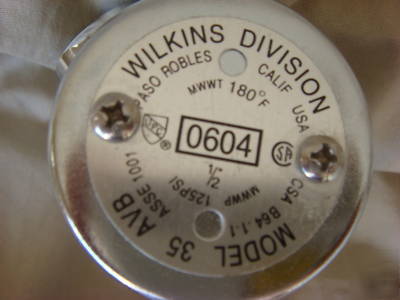 WILKINS DIVISION
PASO ROBLES CALIF USA
MWWT 180°F
0604
1/2
MWWP 125PSI
ASSE 1001
CSA B64.1.1
MODEL 35 AVB